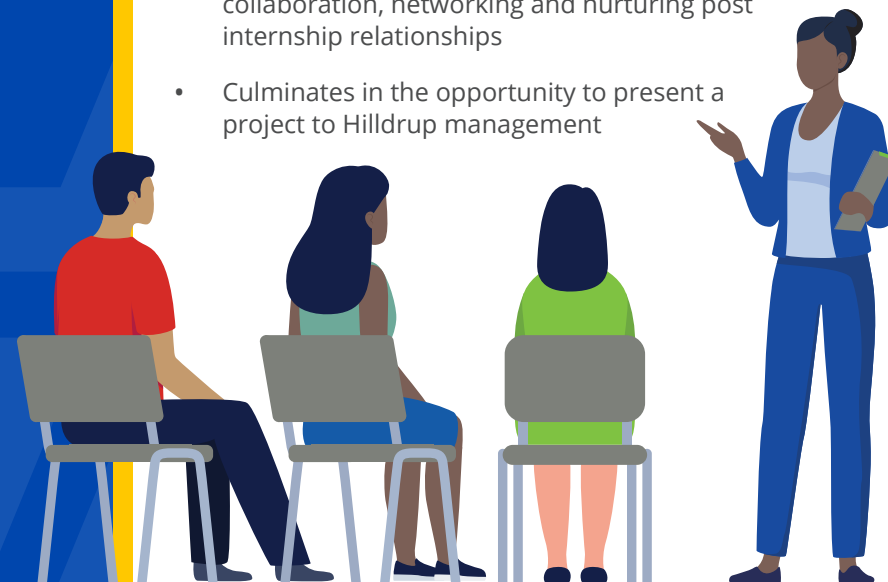 collaboration, networking and nurturing post
internship relationships
• Culminates in the opportunity to present a
project to Hilldrup management